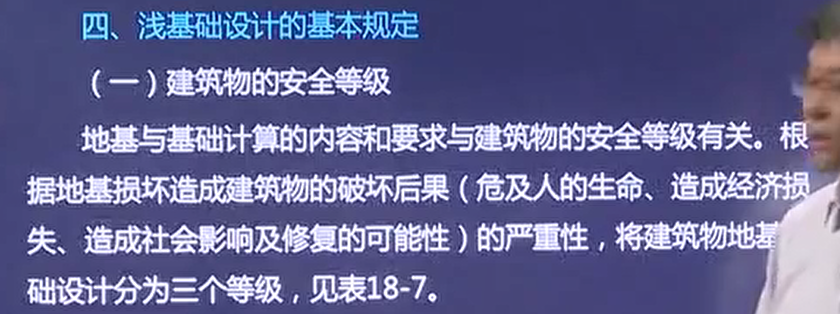 四、浅基础设计的基本规定
（一）建筑物的安全等级
地基与基础计算的内容和要求与建筑物的安全等级有关。根
据地基损坏造成建筑物的破坏后果（危及人的生命、造成经济损
失、造成社会影响及修复的可能性）的严重性，将建筑物地基
础设计分为三个等级，见表18-7。